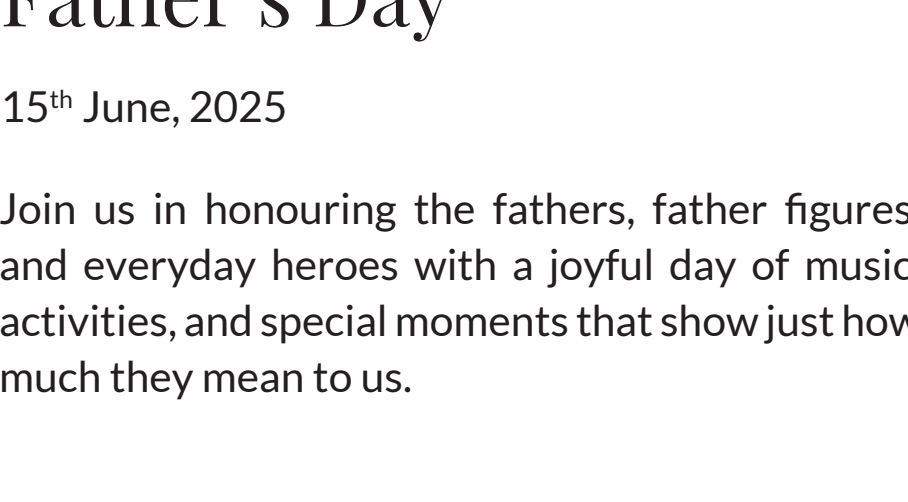 Father's Day
15th June, 2025
Join us in honouring the fathers, father figures
and everyday heroes with a joyful day of music
activities, and special moments that show just how
much they mean to us.